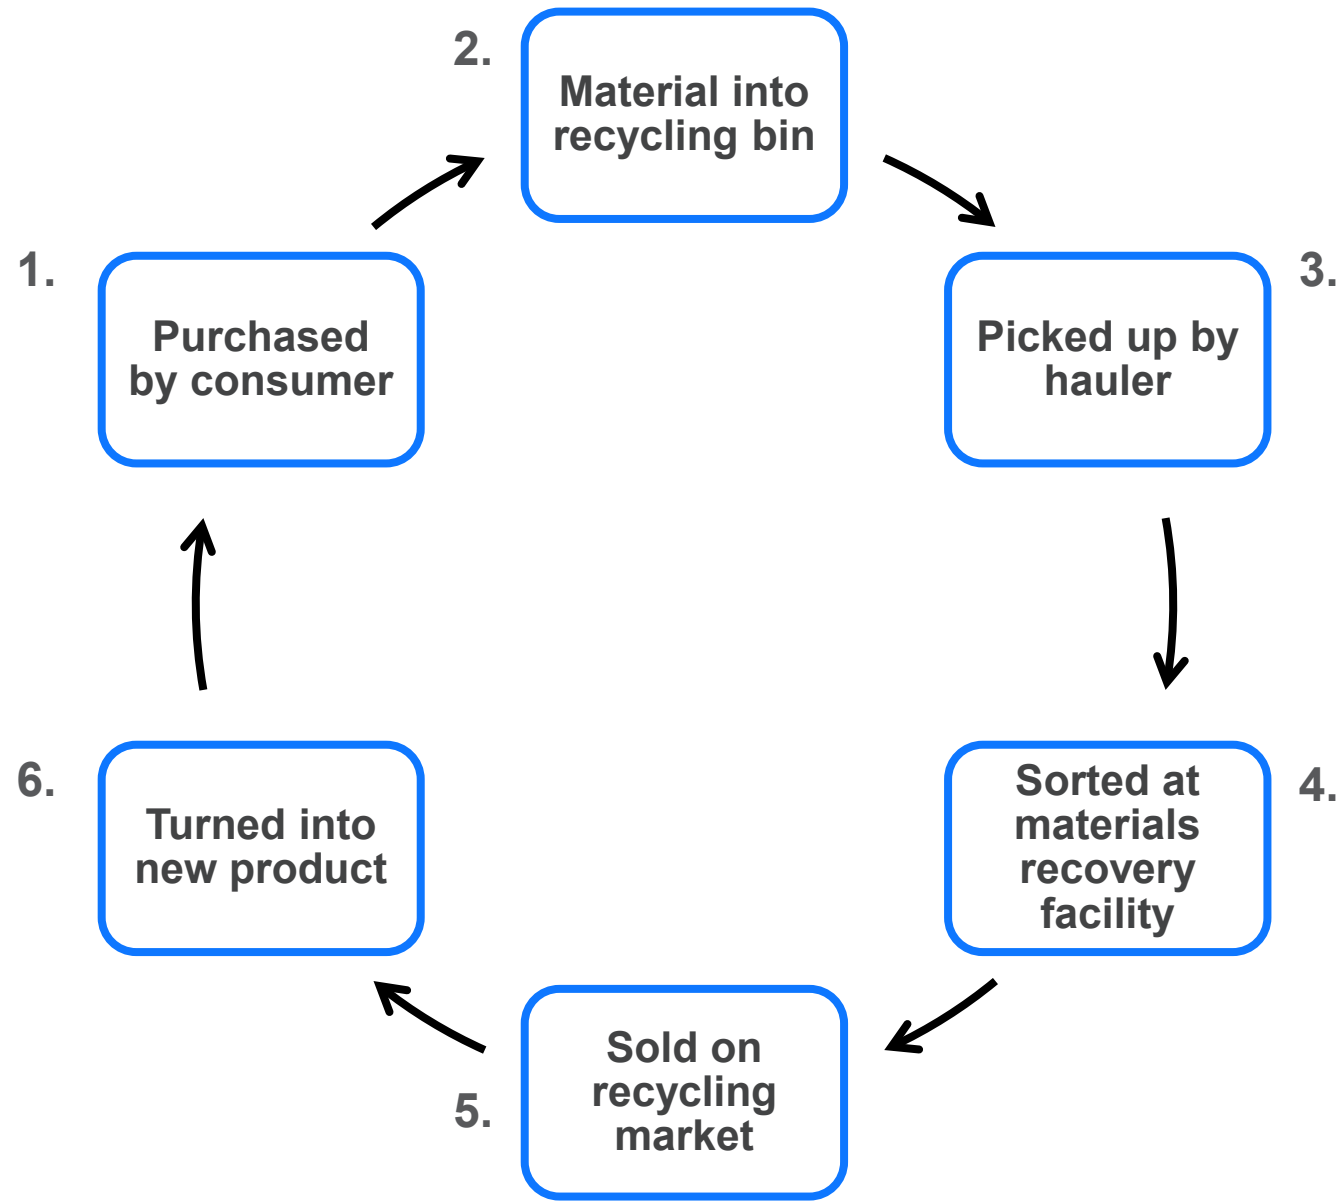 1.
Purchased
by consumer
2.
Material into
recycling bin
3.
Picked up by
hauler
4.
Sorted at
materials
recovery
facility
5.
Sold on
recycling
market
6.
Turned into
new product